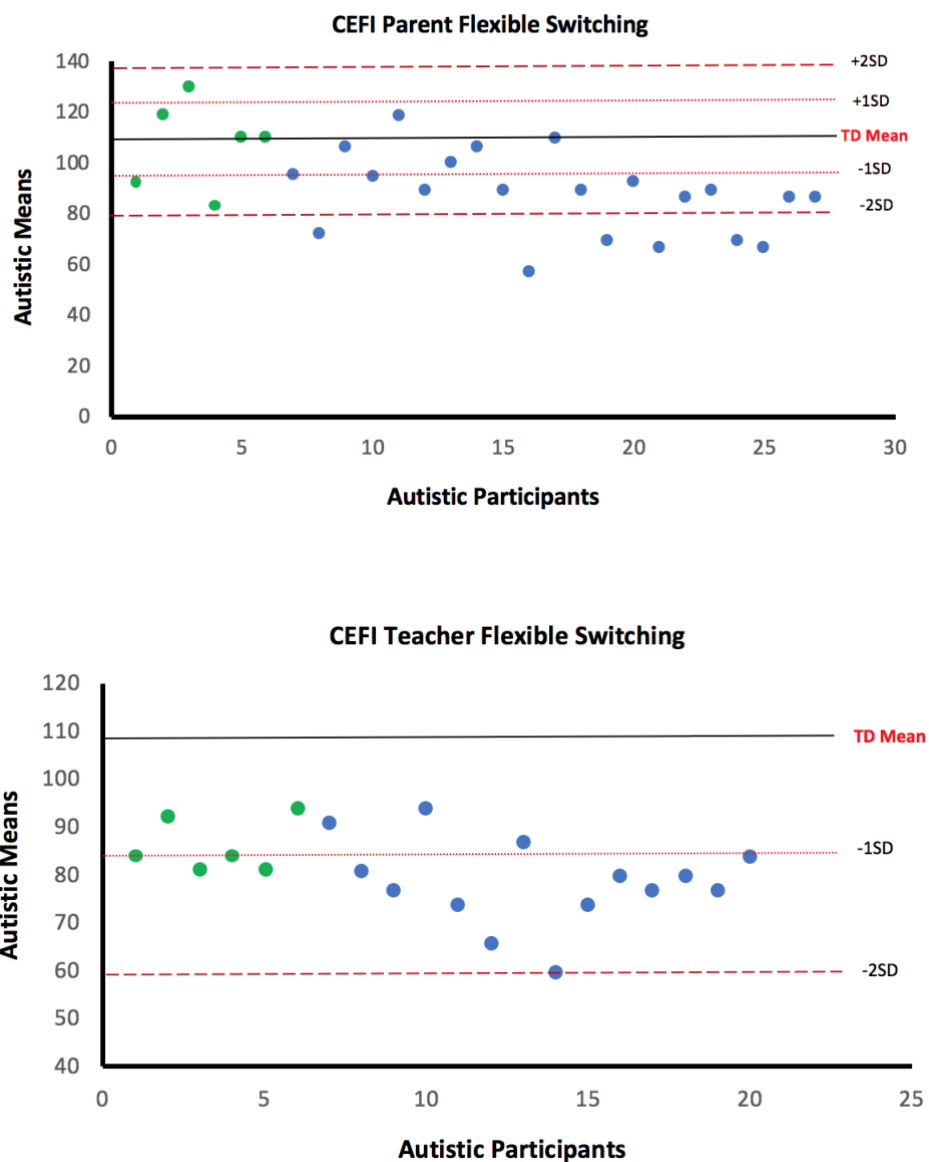 CEFI Parent Flexible Switching
140
120
100
80
60
40
20
0
+2SD
+1SD
TD Mean
-1SD
-2SD
Autistic Means
0 5 10 15 20 25 30
Autistic Participants
CEFI Teacher Flexible Switching
120
110
100
90
80
70
60
50
40
TD Mean
-1SD
-2SD
Autistic Means
0 5 10 15 20 25
Autistic Participants